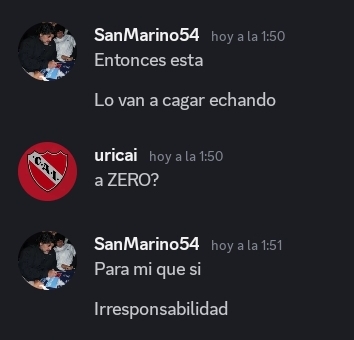 SanMarino54 hoy a la 1:50
Entonces esta
Lo van a cagar echando
C.A.I.
uricai hoy a la 1:50
a ZERO?
SanMarino54 hoy a la 1:51
Para mi que si
Irresponsabilidad